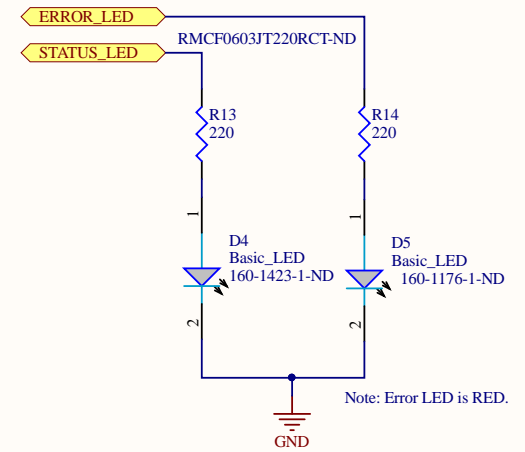 ERROR_LED
RMCF0603JT220RCT-ND
STATUS_LED
R13
220
R14
220
1
1
D4
Basic_LED
160-1423-1-ND
D5
Basic_LED
160-1176-1-ND
2
2
Note: Error LED is RED.
GND